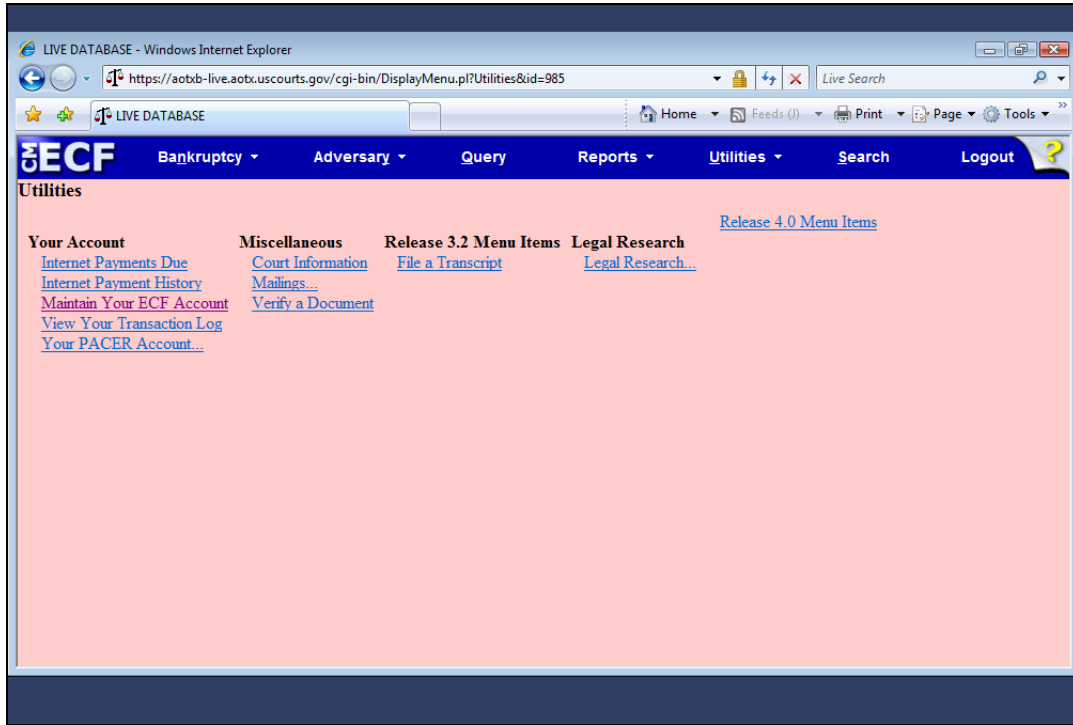 LIVE DATABASE - Windows Internet Explorer
https://aotxb-live.aotx.uscourts.gov/cgi-bin/DisplayMenu.pl?Utilities&id=985
Live Search
LIVE DATABASE
Home Feeds (J) Print Page Tools »
CM ECF Bankruptcy Adversary Query Reports Utilities Search Logout ?
Utilities
Release 4.0 Menu Items
Your Account Miscellaneous Release 3.2 Menu Items Legal Research
Internet Payments Due Court Information File a Transcript Legal Research...
Internet Payment History Mailings...
Maintain Your ECF Account Verify a Document
View Your Transaction Log
Your PACER Account...